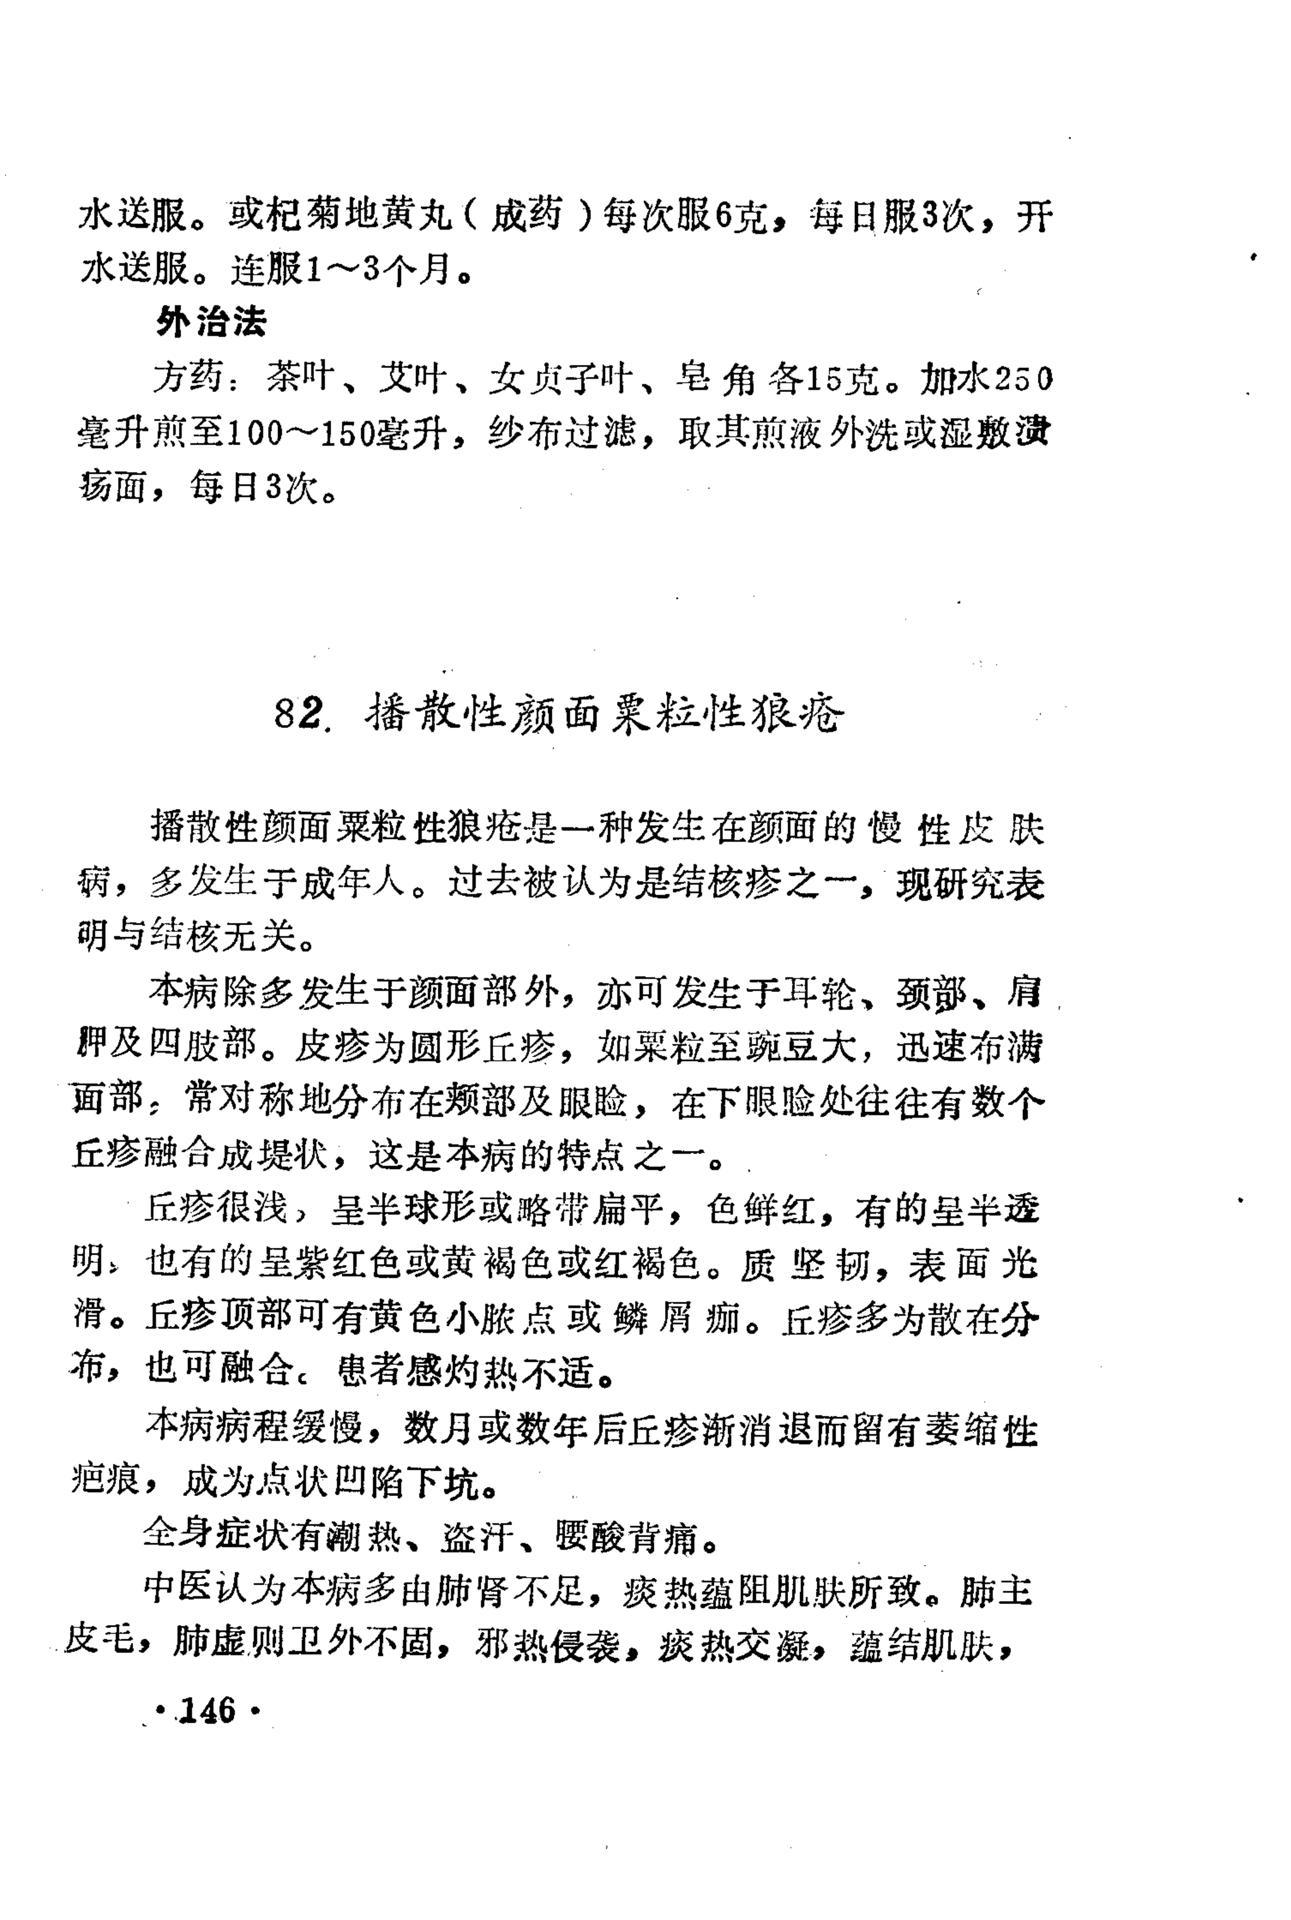 水送服。或杞菊地黄丸(成药)每次服6克，每日服3次，开
水送服。连服1～3个月。
外治法
方药：茶叶、艾叶、女贞子叶、皂角各15克。加水250
毫升煎至100～150毫升，纱布过滤，取其煎液外洗或湿敷溃
疡面，每日3次。
82. 播散性颜面粟粒性狼疮
播散性颜面粟粒性狼疮是一种发生在颜面的慢性皮肤
病，多发生于成年人。过去被认为是结核疹之一，现研究表
明与结核无关。
本病除多发生于颜面部外，亦可发生于耳轮、颈部、肩
胛及四肢部。皮疹为圆形丘疹，如粟粒至豌豆大，迅速布满
面部；常对称地分布在颊部及眼睑，在下眼睑处往往有数个
丘疹融合成堤状，这是本病的特点之一。
丘疹很浅，呈半球形或略带扁平，色鲜红，有的呈半透
明，也有的呈紫红色或黄褐色或红褐色。质坚韧，表面光
滑。丘疹顶部可有黄色小脓点或鳞屑痂。丘疹多为散在分
布，也可融合。患者感灼热不适。
本病病程缓慢，数月或数年后丘疹渐消退而留有萎缩性
疤痕，成为点状凹陷下坑。
全身症状有潮热、盗汗、腰酸背痛。
中医认为本病多由肺肾不足，痰热蕴阻肌肤所致。肺主
皮毛，肺虚则卫外不固，邪热侵袭，痰热交凝，蕴结肌肤，
·146·